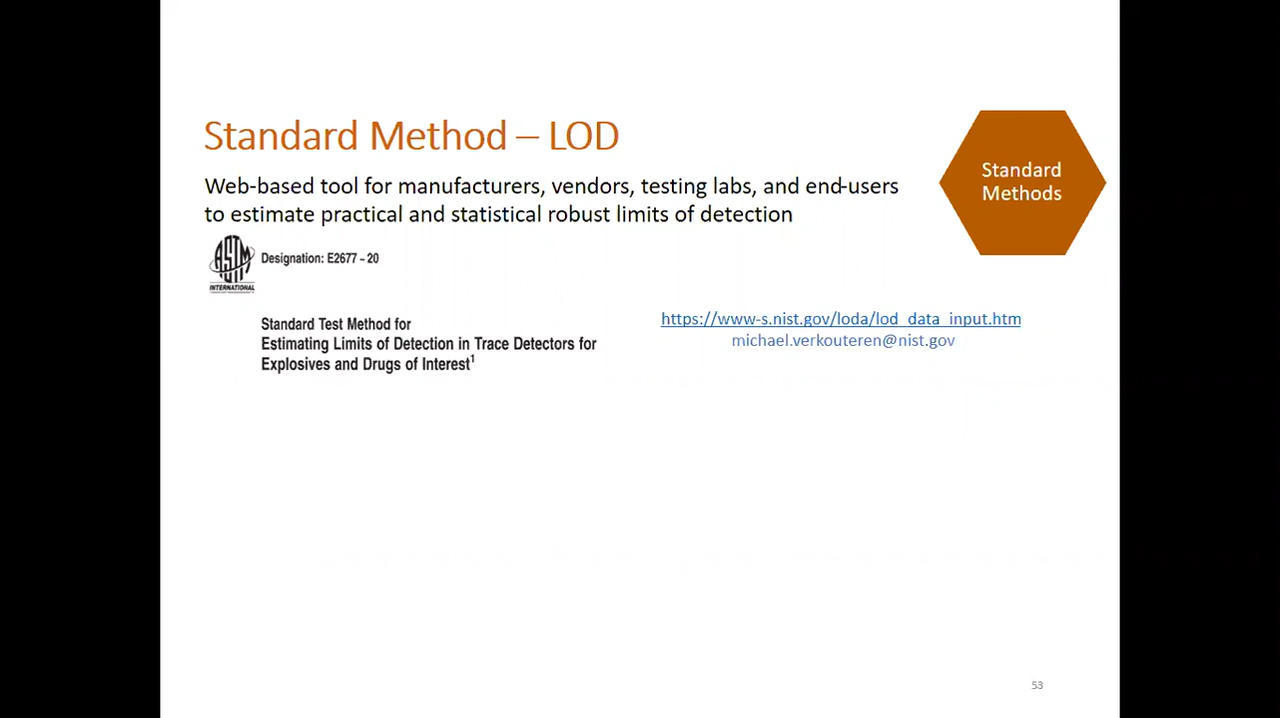 Standard Method – LOD
Web-based tool for manufacturers, vendors, testing labs, and end-users
to estimate practical and statistical robust limits of detection
Standard
Methods
ASTM
INTERNATIONAL
Designation: E2677 – 20
Standard Test Method for
Estimating Limits of Detection in Trace Detectors for
Explosives and Drugs of Interest1
https://www-s.nist.gov/loda/lod_data_input.htm
michael.verkouteren@nist.gov
53